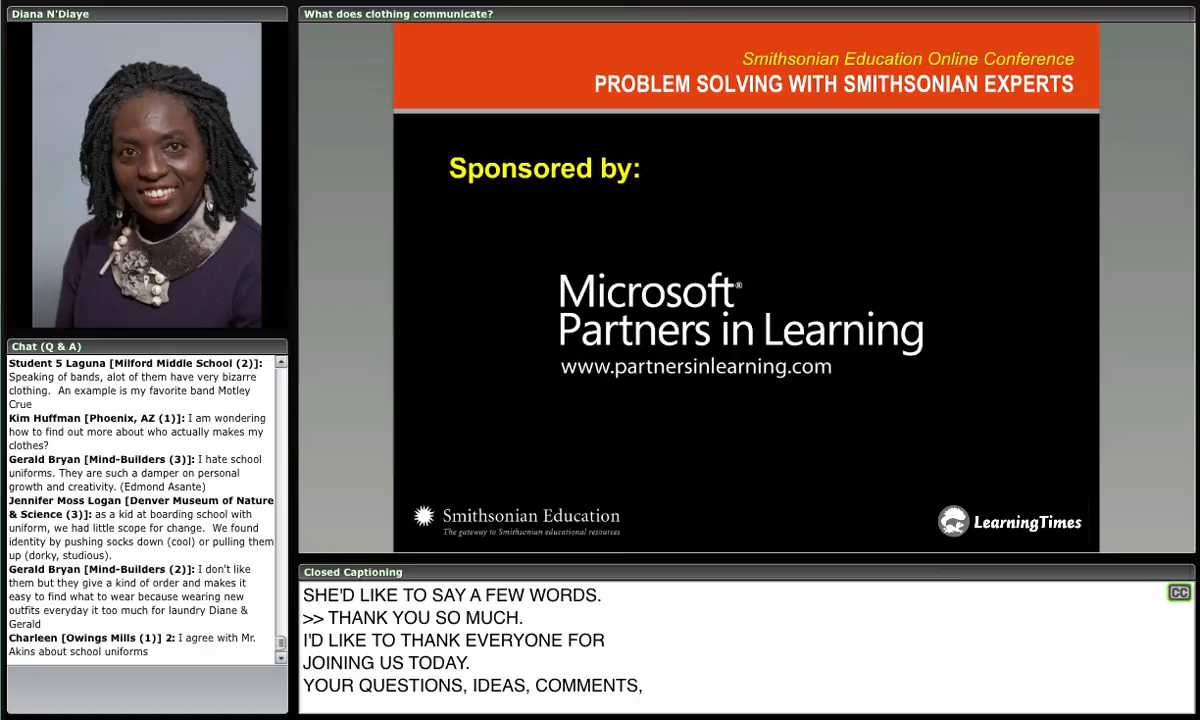 Diana N'Diaye
What does clothing communicate?
Smithsonian Education Online Conference
PROBLEM SOLVING WITH SMITHSONIAN EXPERTS
Sponsored by:
Microsoft®
Partners in Learning
www.partnersinlearning.com
Smithsonian Education
The gateway to Smithsonian educational resources
LearningTimes
Chat (Q & A)
Student 5 Laguna [Milford Middle School (2)]:
Speaking of bands, alot of them have very bizarre
clothing. An example is my favorite band Motley
Crue
Kim Huffman [Phoenix, AZ (1)]: I am wondering
how to find out more about who actually makes my
clothes?
Gerald Bryan [Mind-Builders (3)]: I hate school
uniforms. They are such a damper on personal
growth and creativity. (Edmond Asante)
Jennifer Moss Logan [Denver Museum of Nature
& Science (3)]: as a kid at boarding school with
uniform, we had little scope for change. We found
identity by pushing socks down (cool) or pulling them
up (dorky, studious).
Gerald Bryan [Mind-Builders (2)]: I don't like
them but they give a kind of order and makes it
easy to find what to wear because wearing new
outfits everyday it too much for laundry Diane &
Gerald
Charleen [Owings Mills (1)] 2: I agree with Mr.
Akins about school uniforms
Closed Captioning
CC
SHE'D LIKE TO SAY A FEW WORDS.
>> THANK YOU SO MUCH.
I'D LIKE TO THANK EVERYONE FOR
JOINING US TODAY.
YOUR QUESTIONS, IDEAS, COMMENTS,